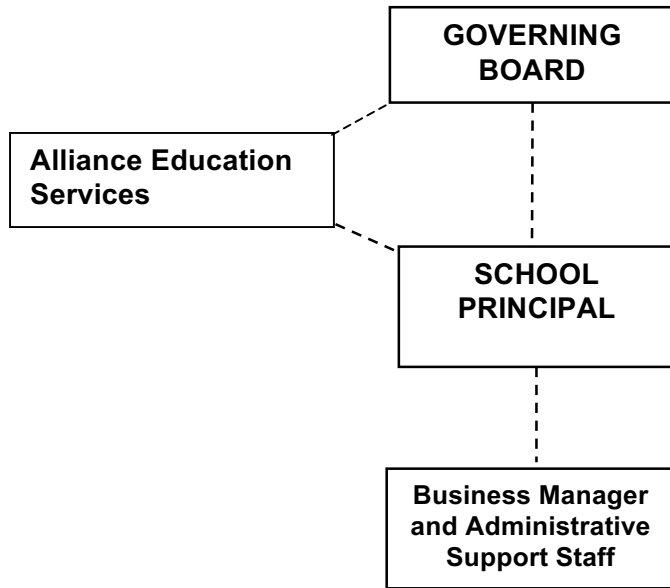 GOVERNING
BOARD
Alliance Education
Services
SCHOOL
PRINCIPAL
Business Manager
and Administrative
Support Staff